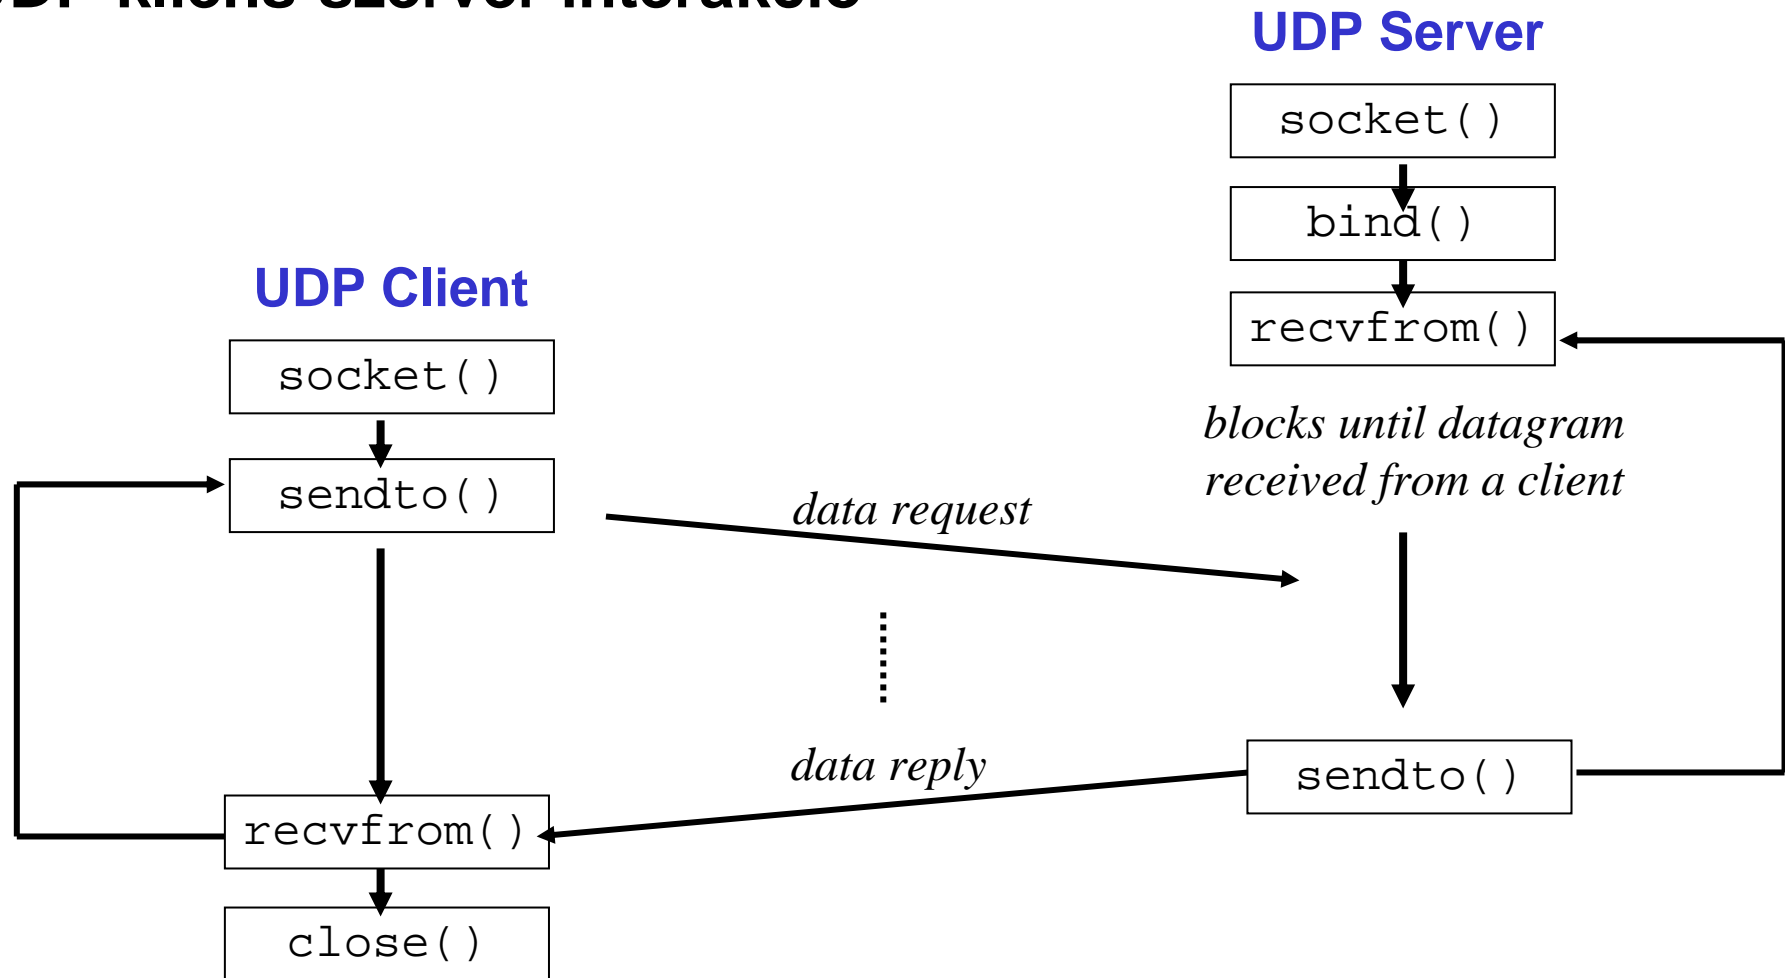 UDP Server
socket()
bind()
UDP Client
recvfrom()
socket()
blocks until datagram
received from a client
sendto()
data request
data reply
sendto()
recvfrom()
close()